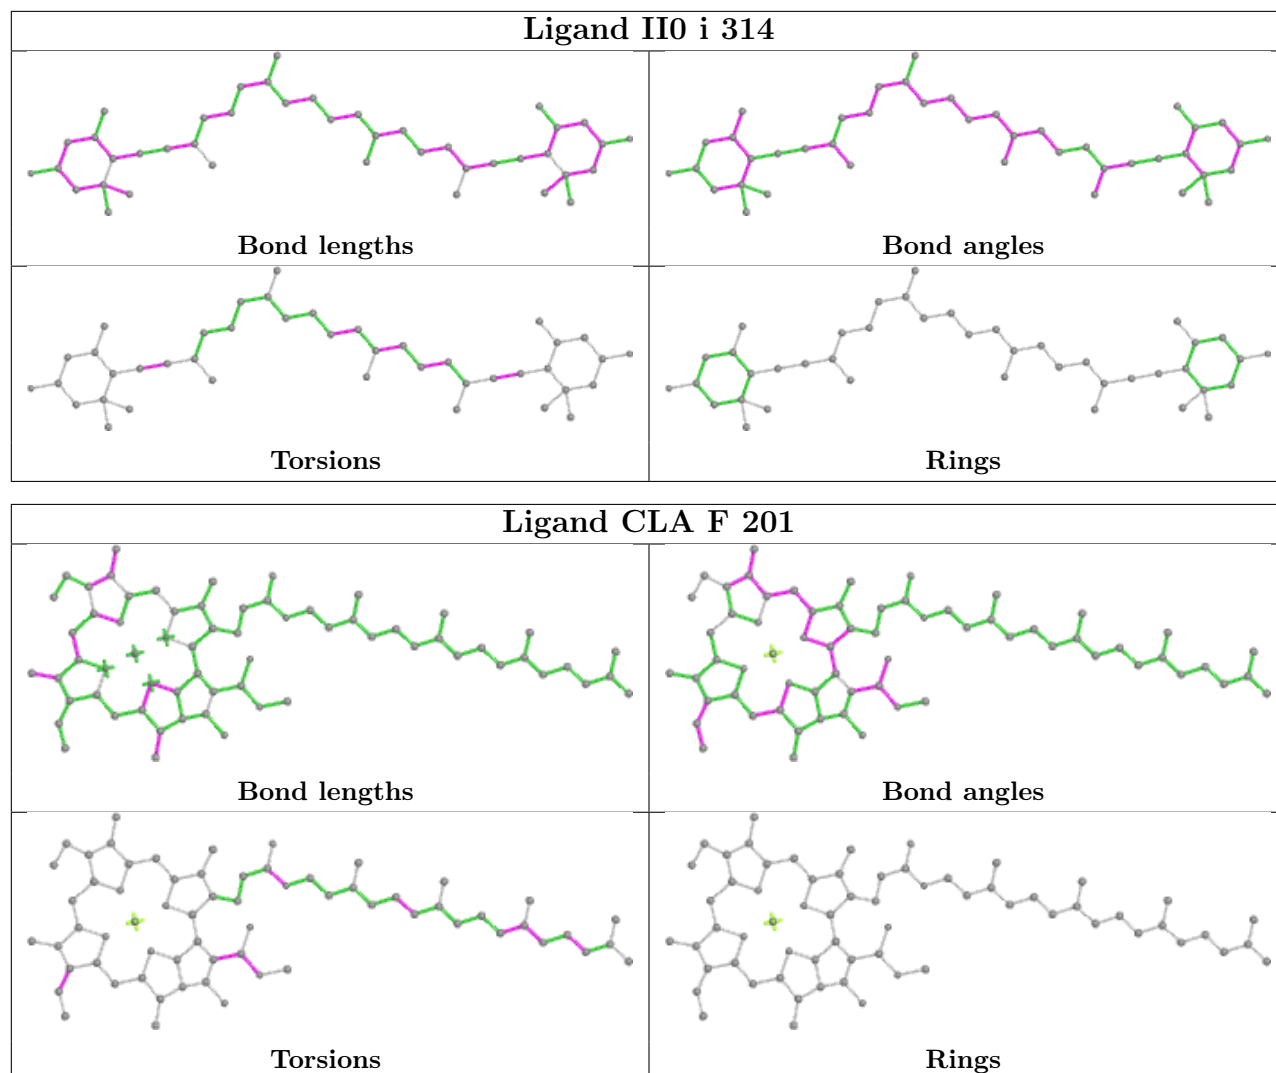 Ligand II0 i 314
Bond lengths
Bond angles
Torsions
Rings
Ligand CLA F 201
Bond lengths
Bond angles
Torsions
Rings